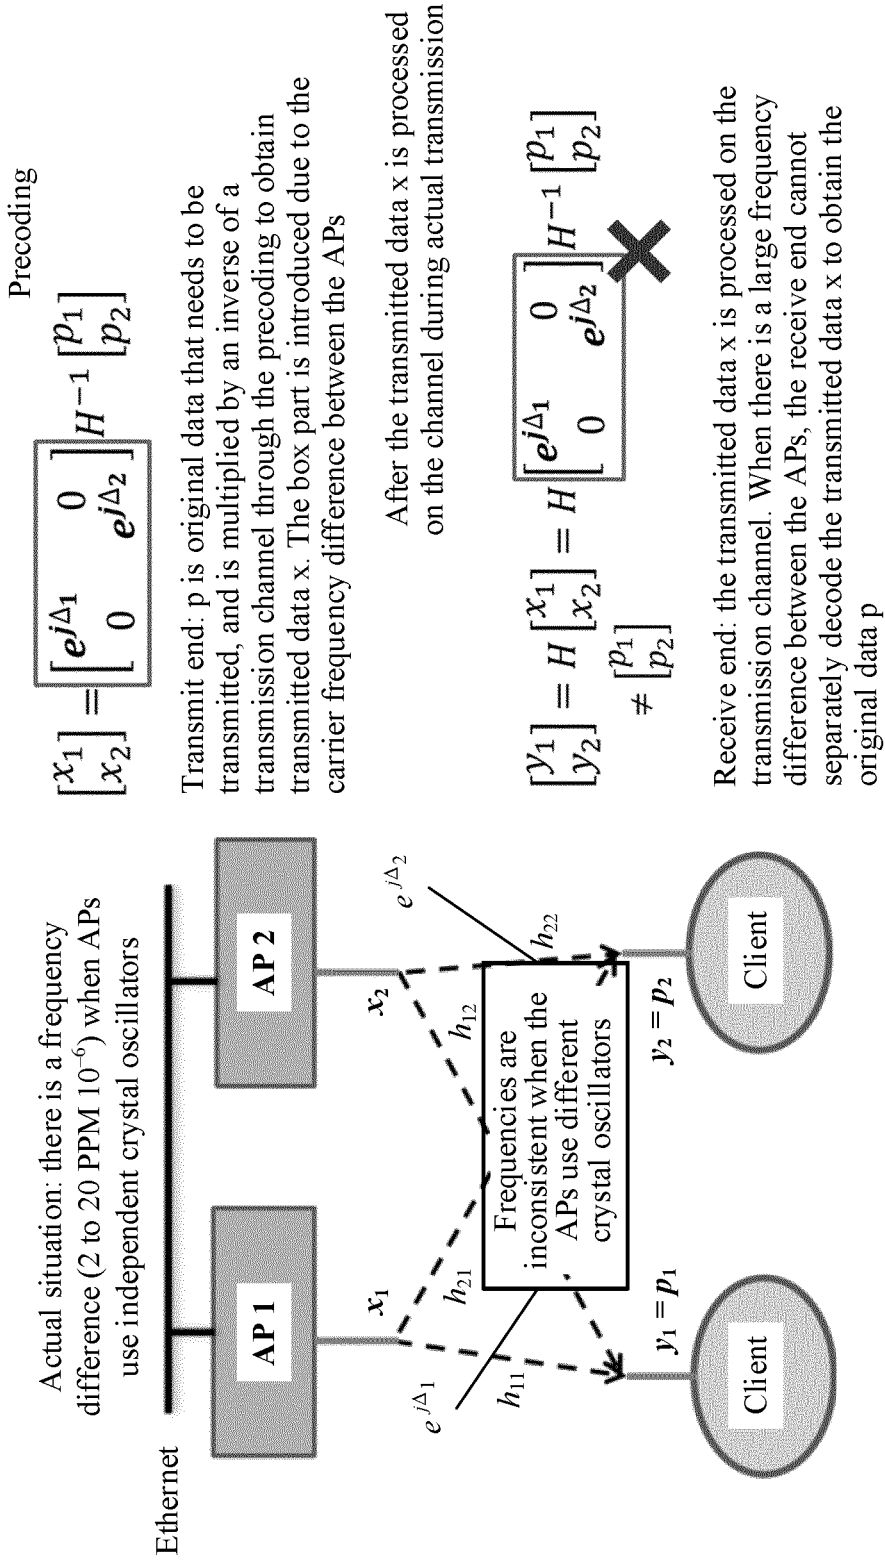 Actual situation: there is a frequency
difference (2 to 20 PPM 10⁻⁶) when APs
use independent crystal oscillators
Ethernet
AP 1
AP 2
x₁
x₂
e^{jΔ₁}
h₁₁
h₂₁
h₁₂
h₂₂
e^{jΔ₂}
Frequencies are
inconsistent when the
APs use different
crystal oscillators
y₁ = p₁
y₂ = p₂
Client
Client
Precoding
[x₁ x₂] = [e^{jΔ₁} 0 0 e^{jΔ₂}] H⁻¹ [p₁ p₂]
Transmit end: p is original data that needs to be
transmitted, and is multiplied by an inverse of a
transmission channel through the precoding to obtain
transmitted data x. The box part is introduced due to the
carrier frequency difference between the APs
After the transmitted data x is processed
on the channel during actual transmission
[y₁ y₂] = H [x₁ x₂] = H [e^{jΔ₁} 0 0 e^{jΔ₂}] H⁻¹ [p₁ p₂]
≠ [p₁ p₂]
Receive end: the transmitted data x is processed on the
transmission channel. When there is a large frequency
difference between the APs, the receive end cannot
separately decode the transmitted data x to obtain the
original data p